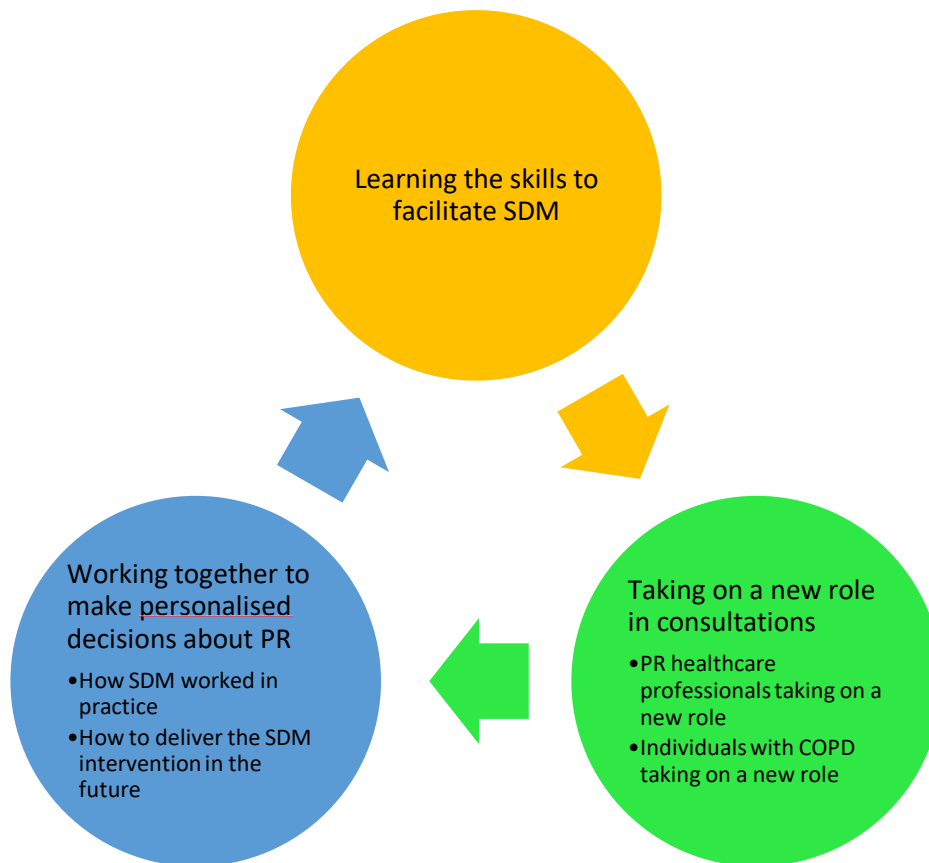 Learning the skills to
facilitate SDM
Working together to
make personalised
decisions about PR
•How SDM worked in
practice
•How to deliver the SDM
intervention in the
future
Taking on a new role
in consultations
•PR healthcare
professionals taking on a
new role
•Individuals with COPD
taking on a new role